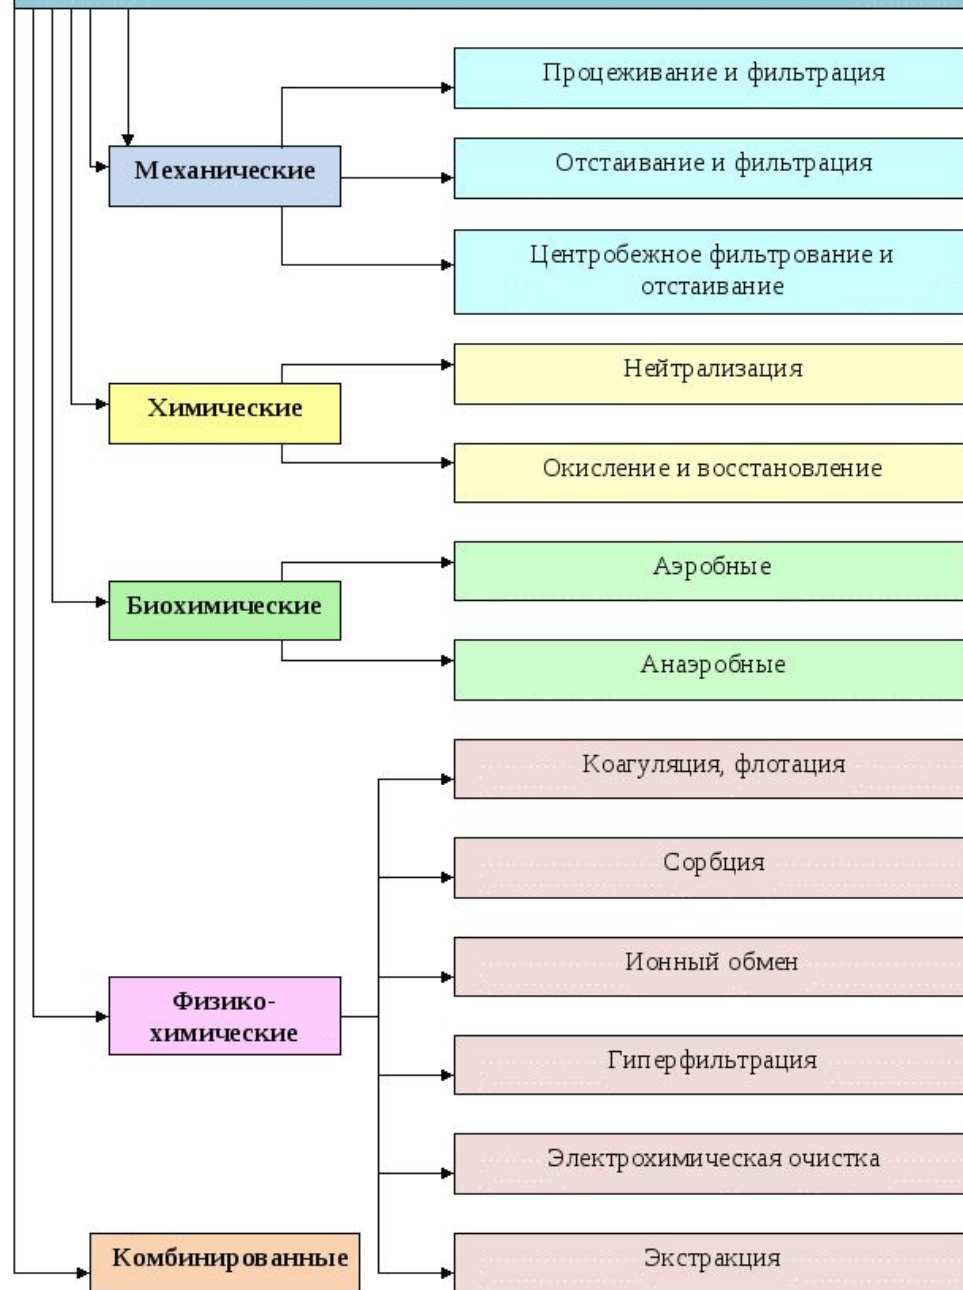 Процеживание и фильтрация
Механические
Отстаивание и фильтрация
Центробежное фильтрование и
отстаивание
Химические
Нейтрализация
Окисление и восстановление
Биохимические
Аэробные
Анаэробные
Физико-
химические
Коагуляция, флотация
Сорбция
Ионный обмен
Гиперфильтрация
Электрохимическая очистка
Экстракция
Комбинированные